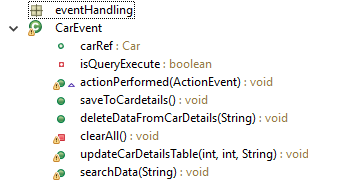 eventHandling
CarEvent
carRef : Car
isQueryExecute : boolean
actionPerformed(ActionEvent) : void
saveToCardetails() : void
deleteDataFromCarDetails(String) : void
clearAll() : void
updateCarDetailsTable(int, int, String) : void
searchData(String) : void